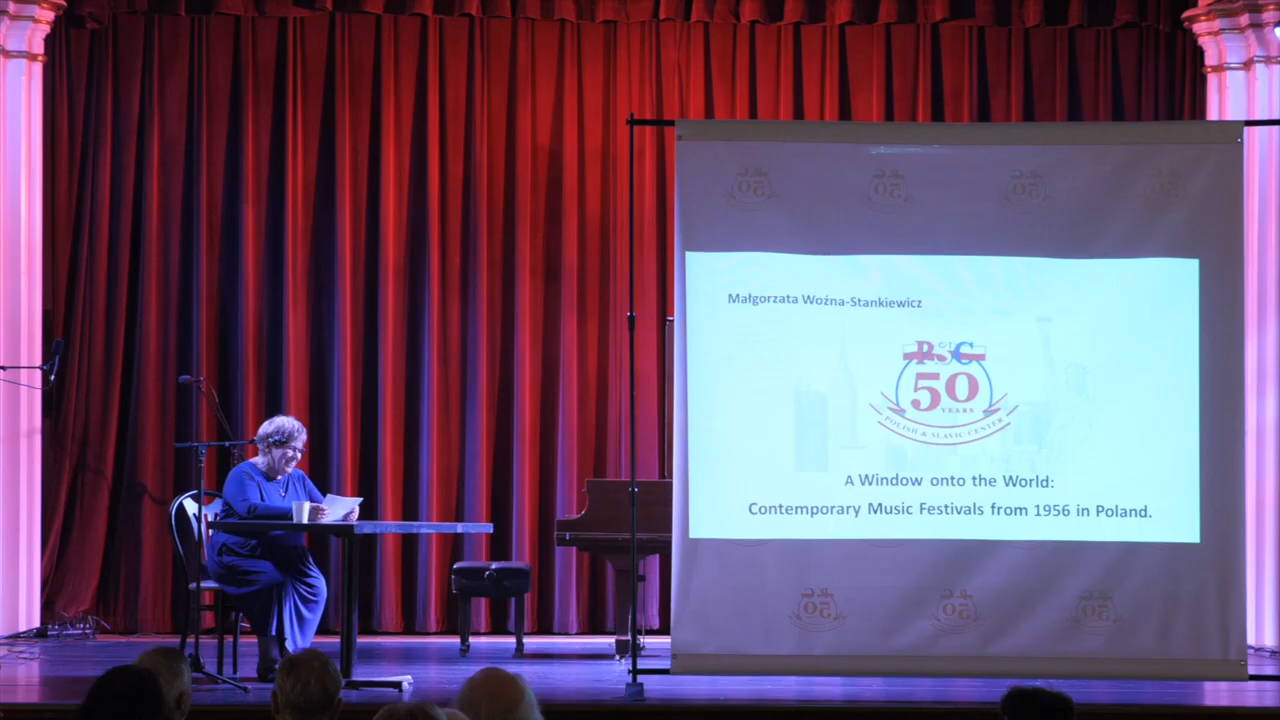 Małgorzata Woźna-Stankiewicz
PSC
50
YEARS
POLISH & SLAVIC CENTER
A Window onto the World:
Contemporary Music Festivals from 1956 in Poland.